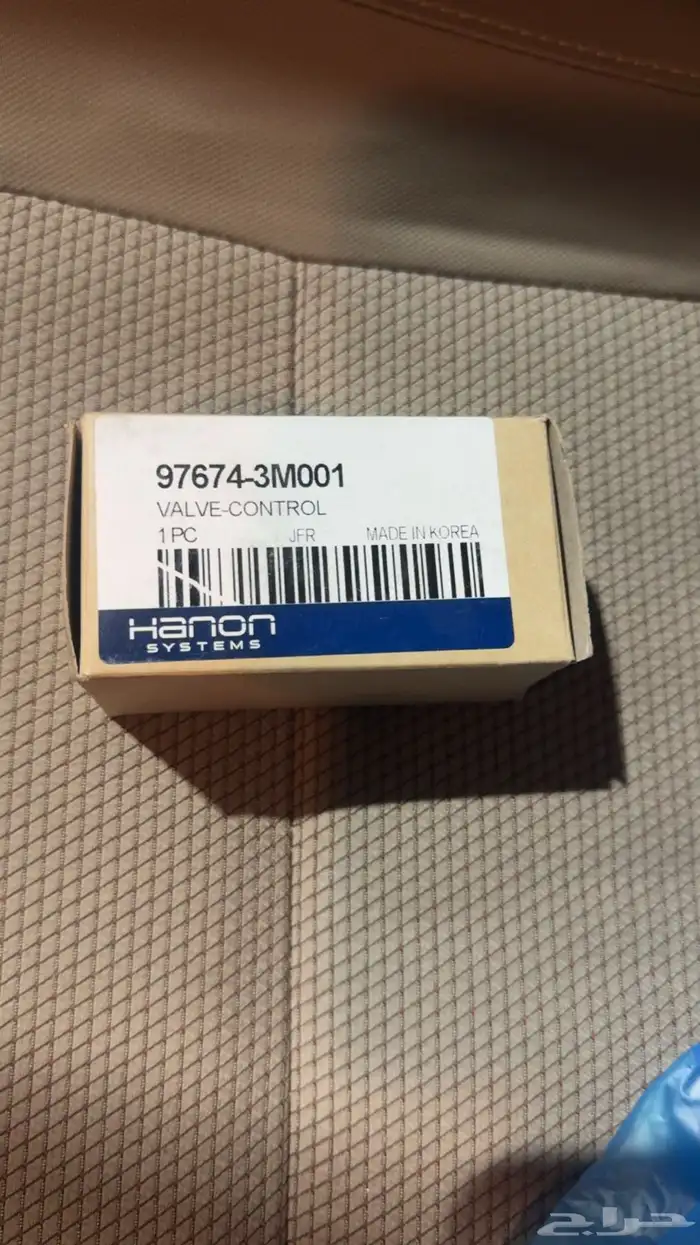 97674-3M001
VALVE-CONTROL
1 PC JFR MADE IN KOREA
Hanon
SYSTEMS
حراج